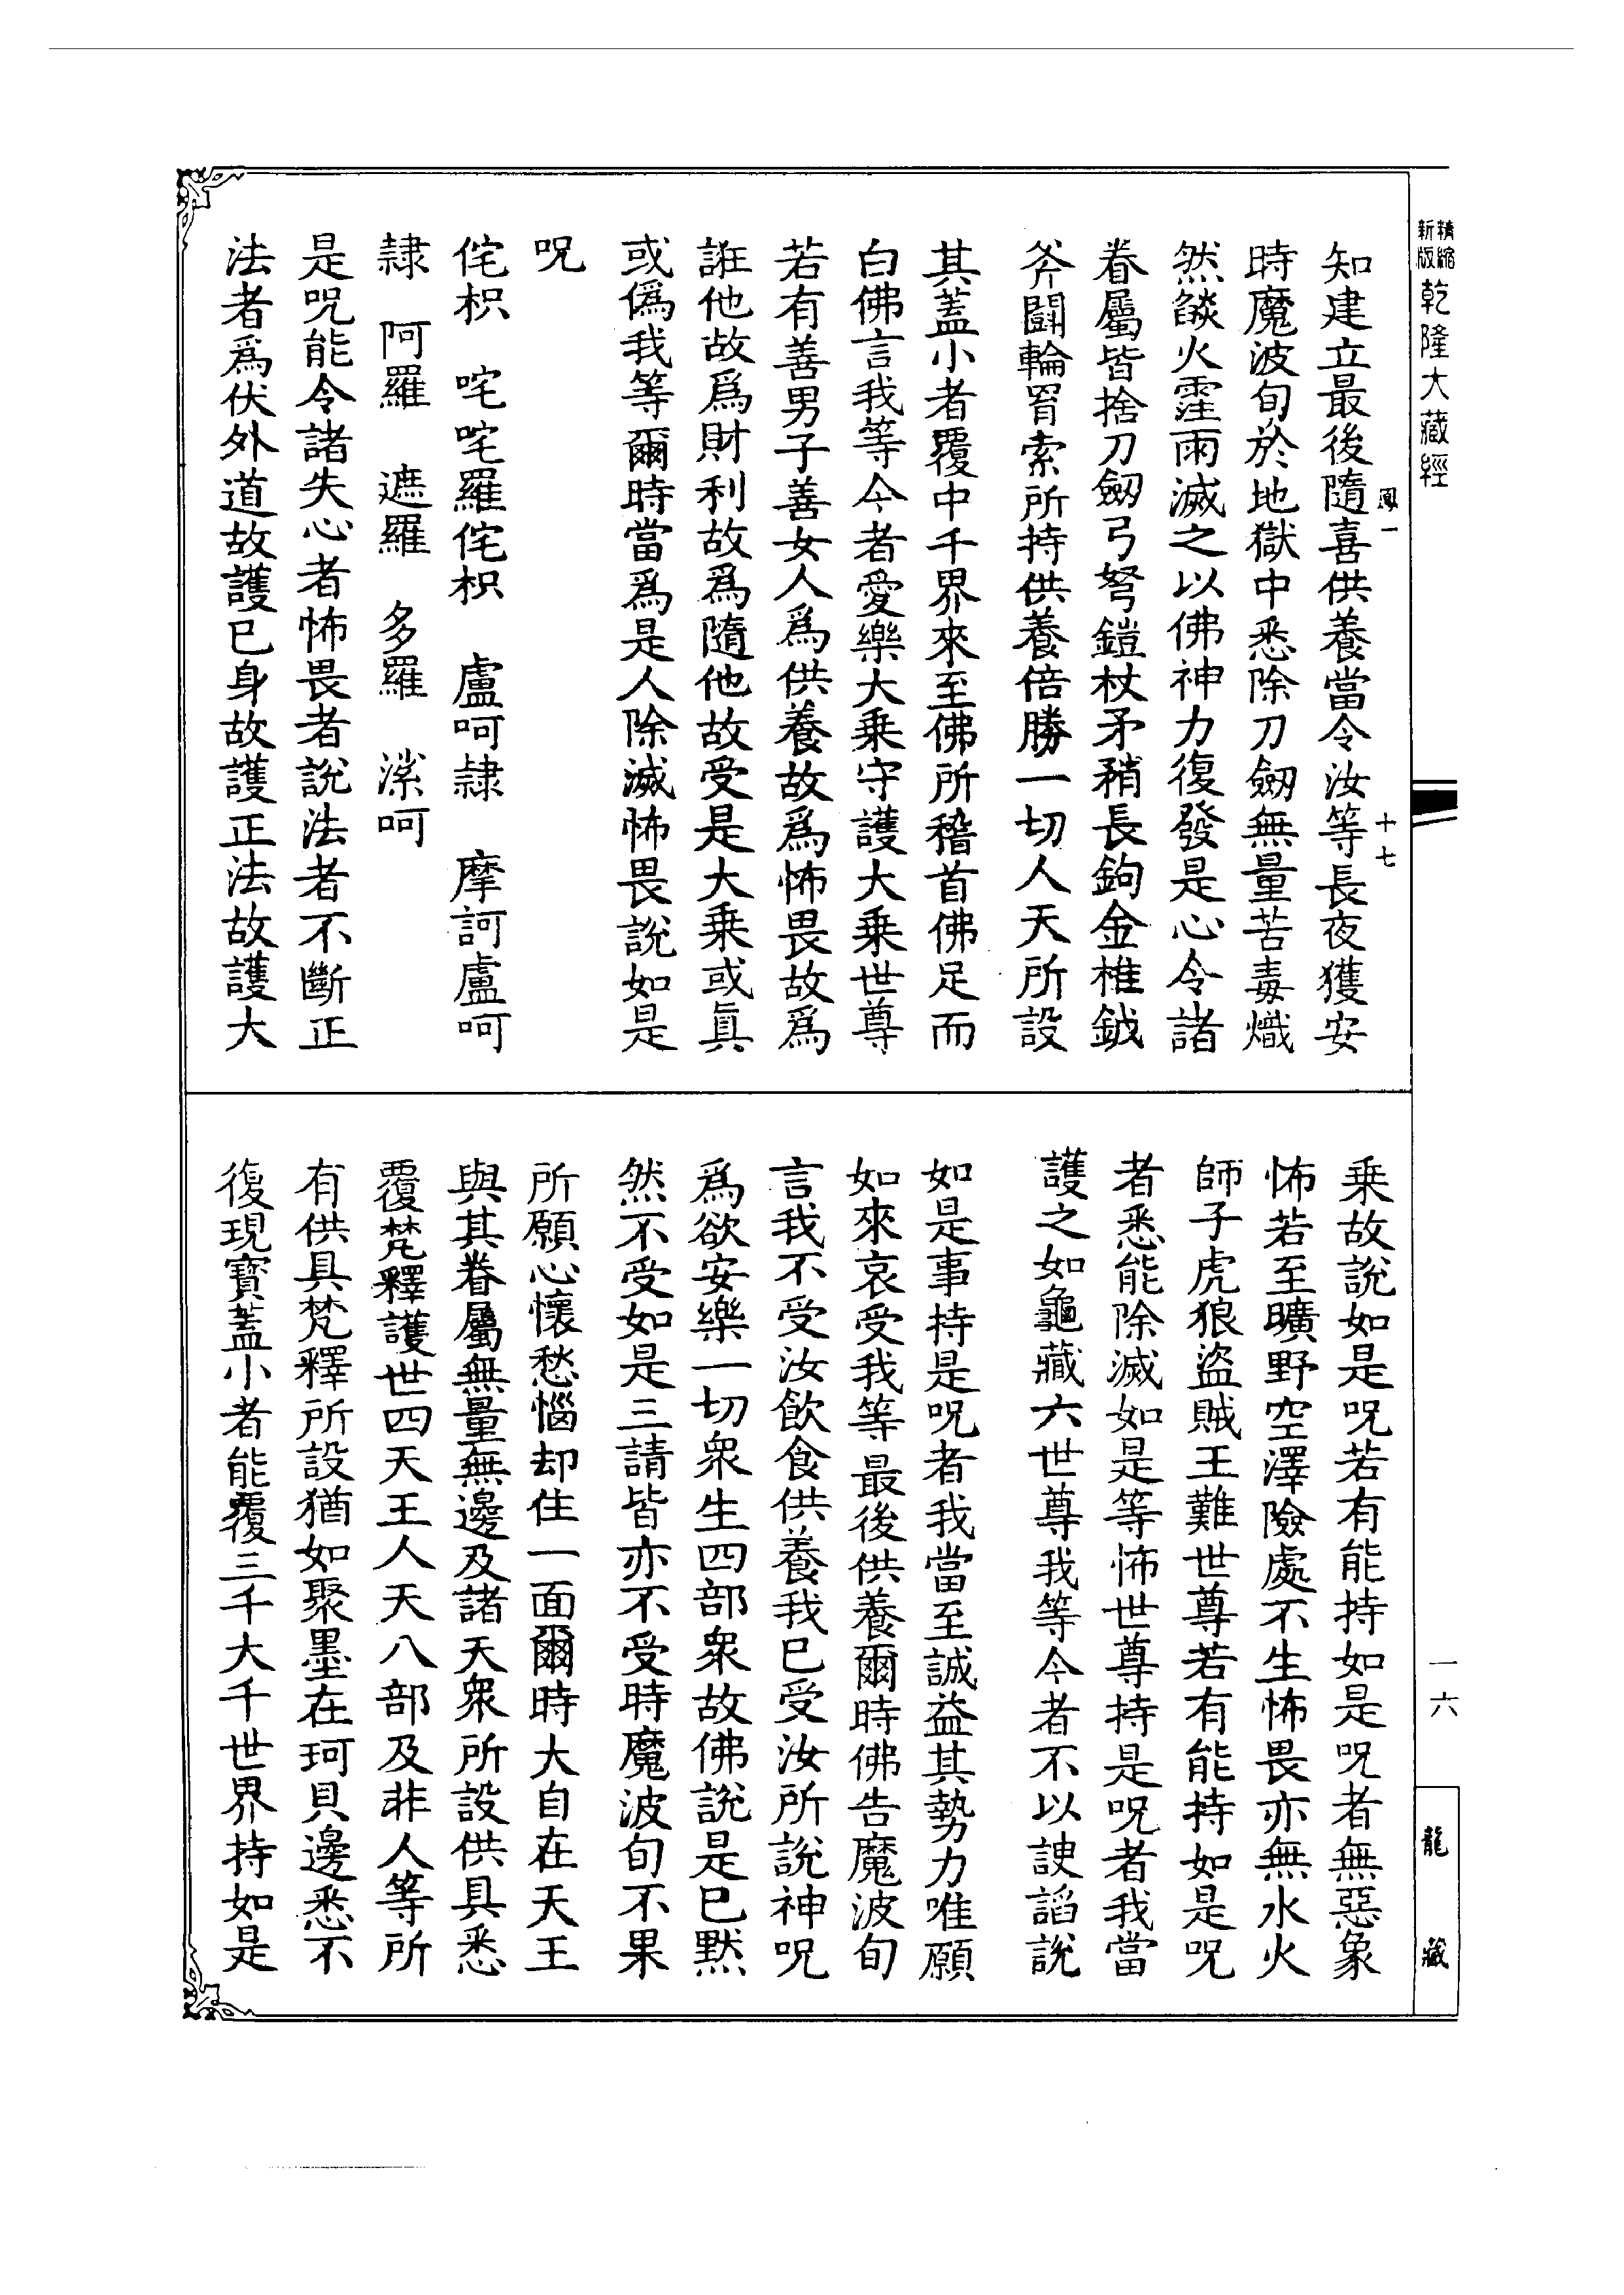 精縮
新版
乾隆大藏經
鳳一
十七
知建立最後隨喜供養當令汝等長夜獲安
時魔波旬於地獄中悉除刀劒無量苦毒熾
然燄火霔雨滅之以佛神力復發是心令諸
眷屬皆捨刀劒弓弩鎧杖矛矟長鉤金椎鉞
斧鬪輪罥索所持供養倍勝一切人天所設
其蓋小者覆中千界來至佛所稽首佛足而
白佛言我等今者愛樂大乗守護大乗世尊
若有善男子善女人爲供養故爲怖畏故爲
誑他故爲財利故爲隨他故受是大乗或眞
或僞我等爾時當爲是人除滅怖畏說如是
呪
侘枳　咤咤羅侘枳　盧呵隷　摩訶盧呵
隷　阿羅　遮羅　多羅　㴑呵
是呪能令諸失心者怖畏者說法者不斷正
法者爲伏外道故護已身故護正法故護大
乗故說如是呪若有能持如是呪者無惡象
怖若至曠野空澤險處不生怖畏亦無水火
師子虎狼盜賊王難世尊若有能持如是呪
者悉能除滅如是等怖世尊持是呪者我當
護之如龜藏六世尊我等今者不以諛謟說
如是事持是呪者我當至誠益其勢力唯願
如來哀受我等最後供養爾時佛告魔波旬
言我不受汝飲食供養我已受汝所說神呪
爲欲安樂一切衆生四部衆故佛說是已默
然不受如是三請皆亦不受時魔波旬不果
所願心懷愁惱却住一面爾時大自在天王
與其眷屬無量無邊及諸天衆所設供具悉
覆梵釋護世四天王人天八部及非人等所
有供具梵釋所設猶如聚墨在珂貝邊悉不
復現寳蓋小者能覆三千大千世界持如是
一六
龍藏